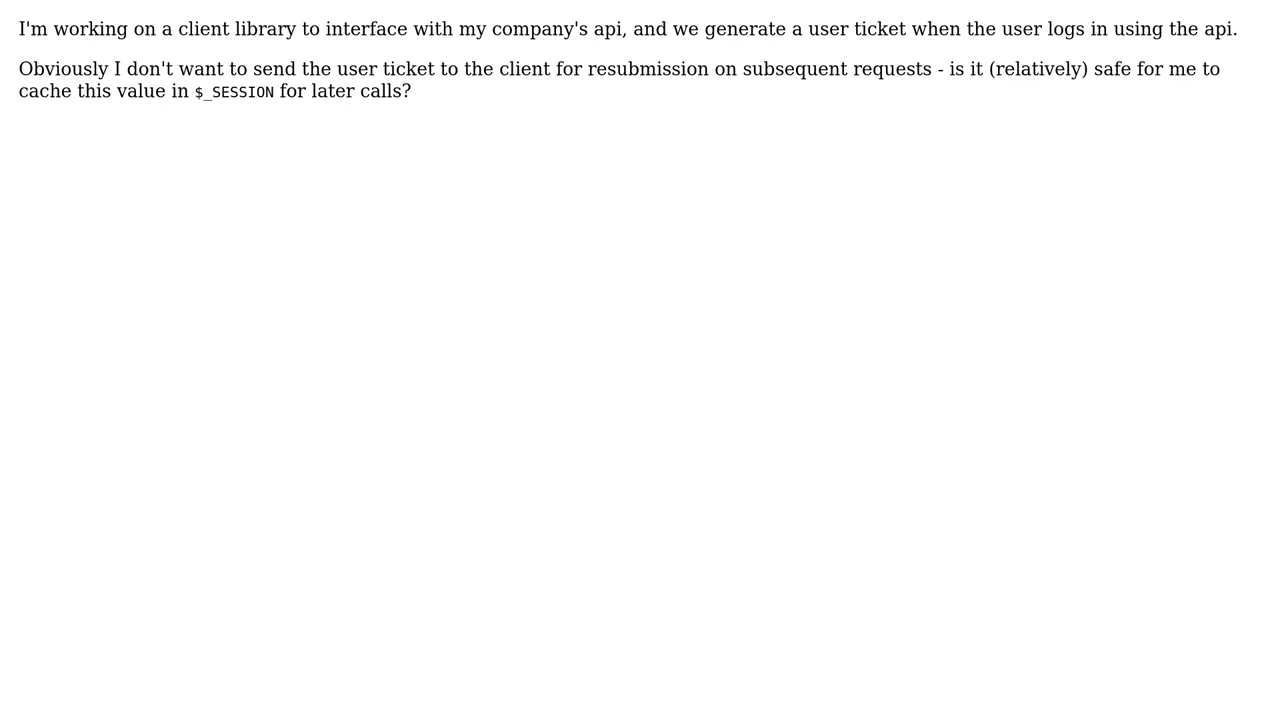 I'm working on a client library to interface with my company's api, and we generate a user ticket when the user logs in using the api.
Obviously I don't want to send the user ticket to the client for resubmission on subsequent requests - is it (relatively) safe for me to
cache this value in $_SESSION for later calls?